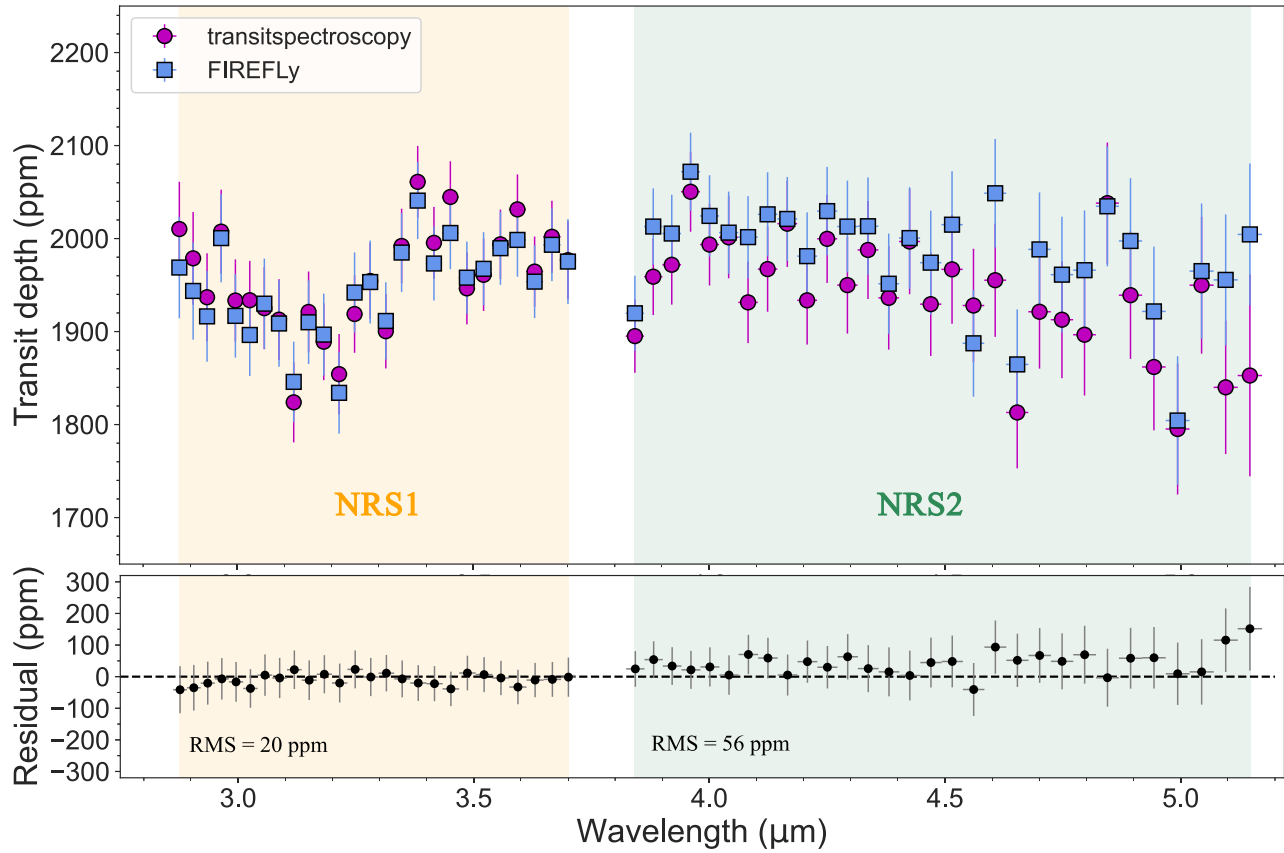 transitspectroscopy
FIREFLy
Transit depth (ppm)
2200
2100
2000
1900
1800
1700
NRS1
NRS2
Residual (ppm)
300
200
100
0
−100
−200
−300
RMS = 20 ppm
RMS = 56 ppm
3.0
3.5
4.0
4.5
5.0
Wavelength (μm)